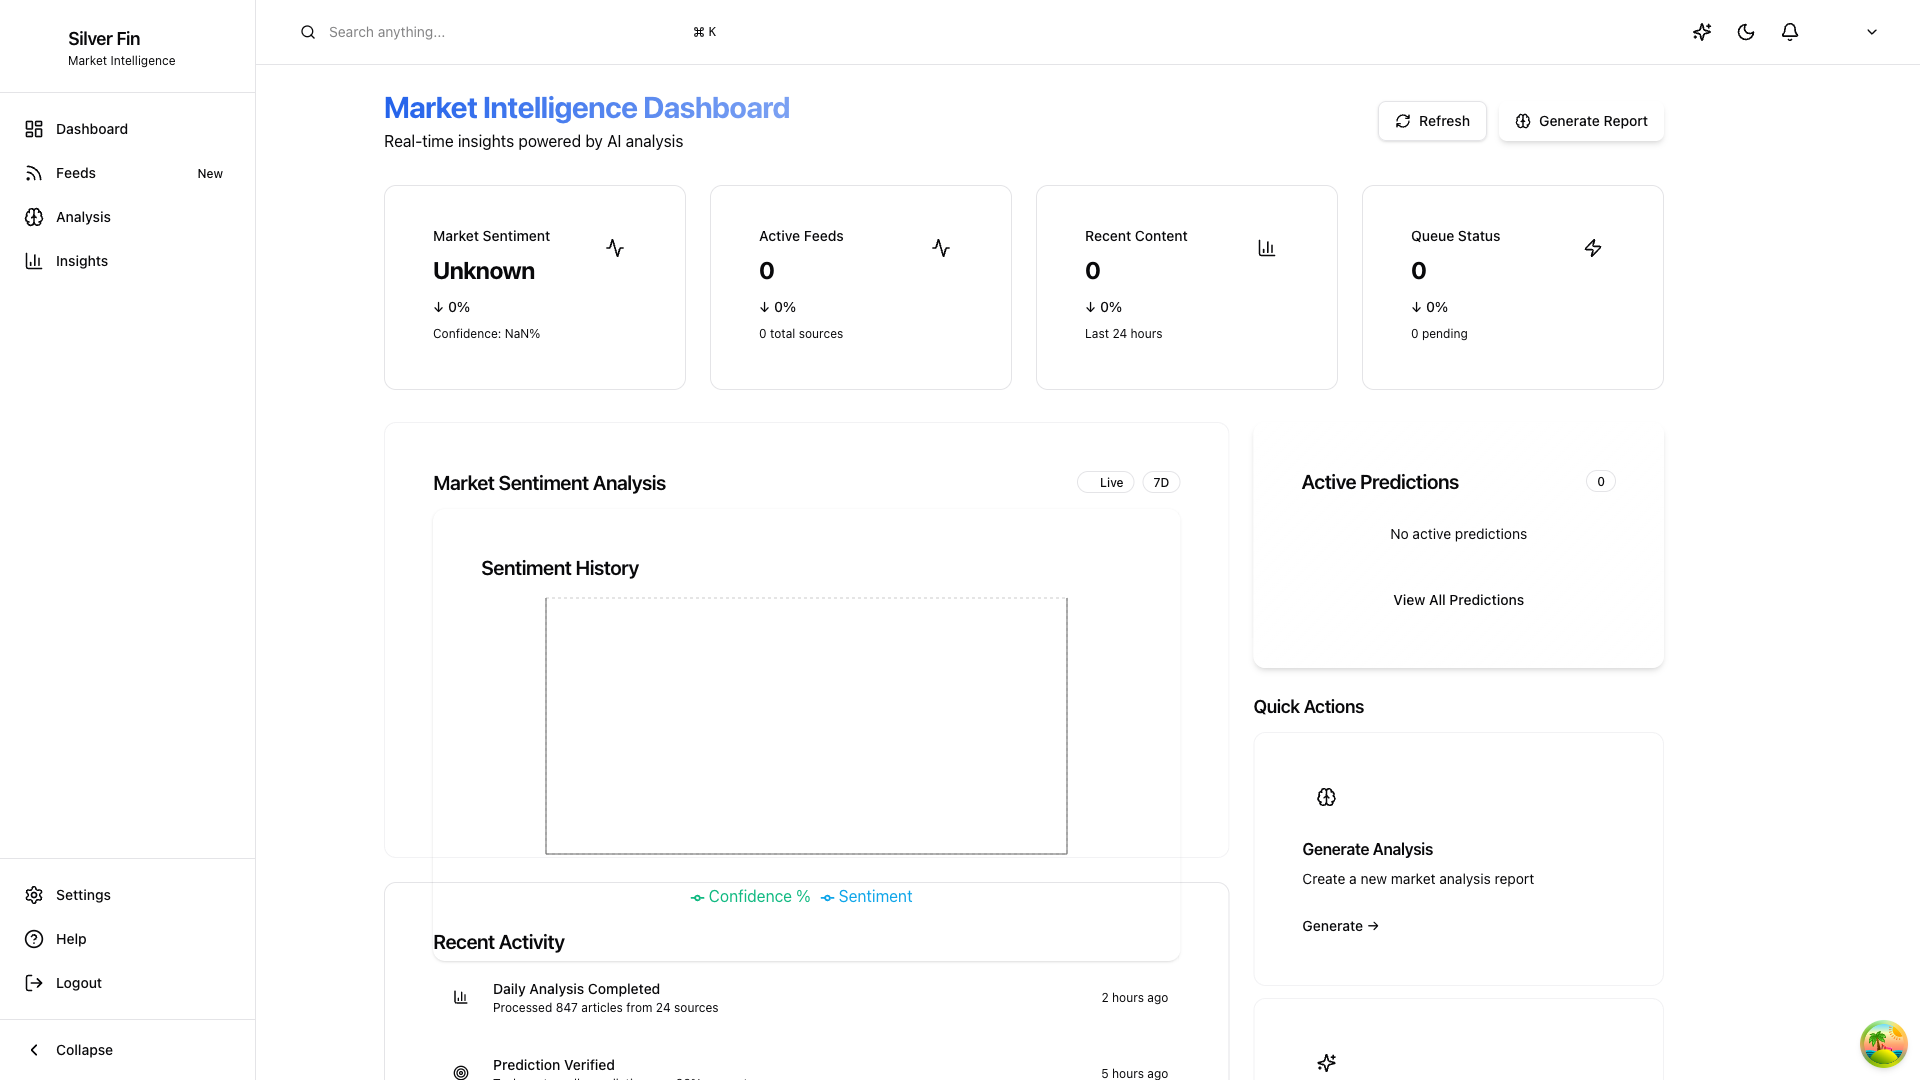 Silver Fin
Market Intelligence
Search anything...
⌘ K
Dashboard
Feeds
New
Analysis
Insights
Settings
Help
Logout
Collapse
Market Intelligence Dashboard
Real-time insights powered by AI analysis
Refresh
Generate Report
Market Sentiment
Unknown
↓ 0%
Confidence: NaN%
Active Feeds
0
↓ 0%
0 total sources
Recent Content
0
↓ 0%
Last 24 hours
Queue Status
0
↓ 0%
0 pending
Market Sentiment Analysis
Live
7D
Sentiment History
Confidence %
Sentiment
Recent Activity
Daily Analysis Completed
Processed 847 articles from 24 sources
2 hours ago
Prediction Verified
5 hours ago
Active Predictions
0
No active predictions
View All Predictions
Quick Actions
Generate Analysis
Create a new market analysis report
Generate →